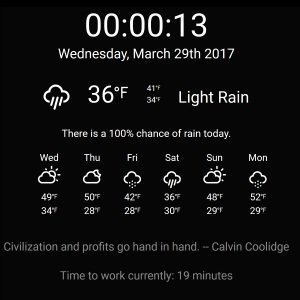 00:00:13
Wednesday, March 29th 2017
36°F 41°F 34°F Light Rain
There is a 100% chance of rain today.
Wed Thu Fri Sat Sun Mon
49°F 50°F 42°F 36°F 48°F 52°F
34°F 28°F 28°F 30°F 29°F 29°F
Civilization and profits go hand in hand. -- Calvin Coolidge
Time to work currently: 19 minutes